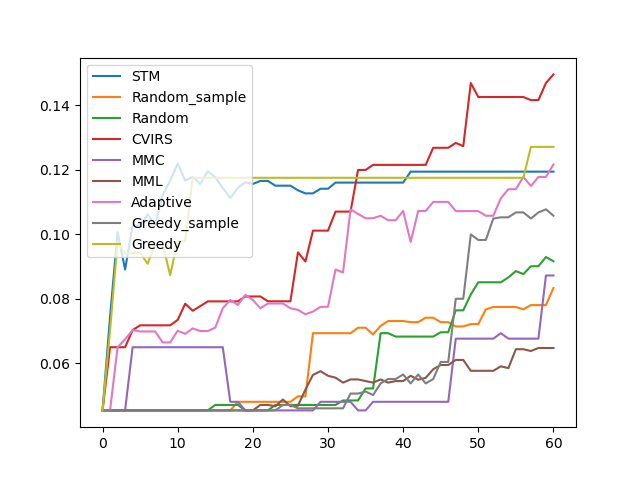 STM
Random_sample
Random
CVIRS
MMC
MML
Adaptive
Greedy_sample
Greedy
0.14
0.12
0.10
0.08
0.06
0 10 20 30 40 50 60